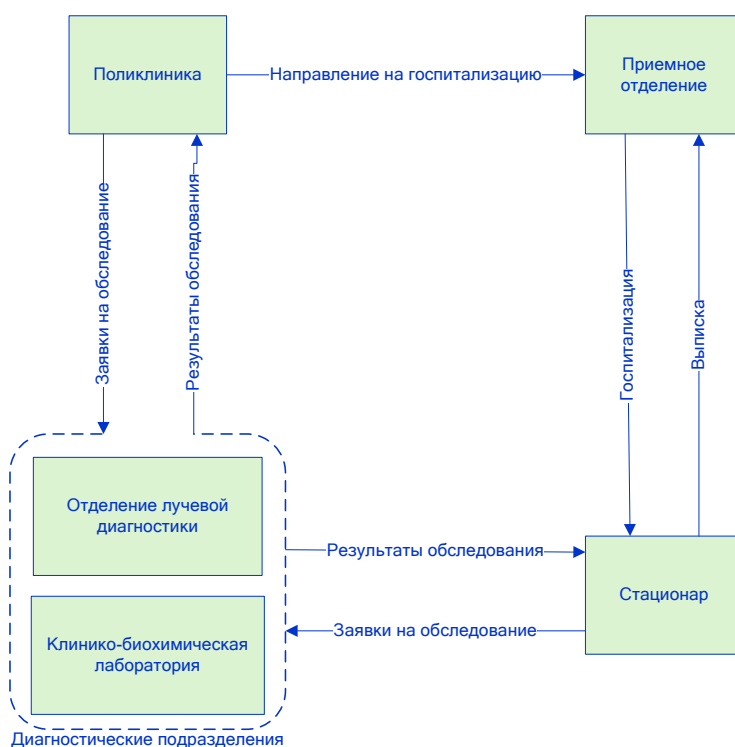 Поликлиника
Направление на госпитализацию
Приемное
отделение
Заявки на обследование
Результаты обследования
Госпитализация
Выписка
Отделение лучевой
диагностики
Результаты обследования
Стационар
Заявки на обследование
Клинико-биохимическая
лаборатория
Диагностические подразделения